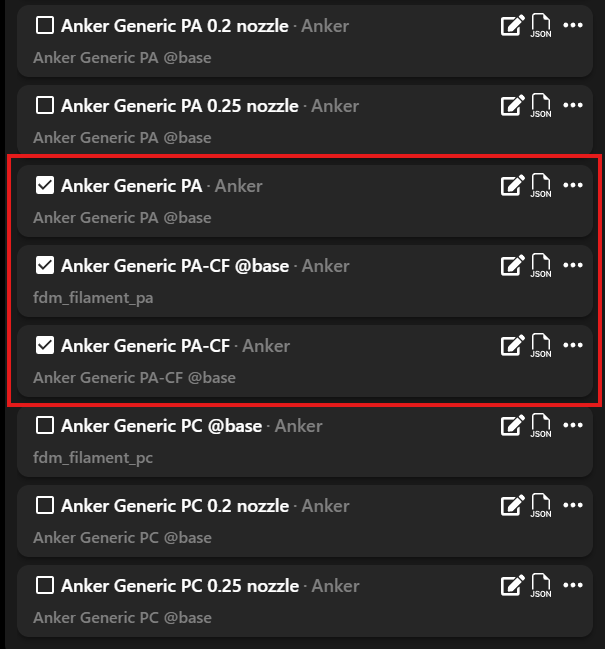 Anker Generic PA 0.2 nozzle · Anker
JSON
Anker Generic PA @base
Anker Generic PA 0.25 nozzle · Anker
JSON
Anker Generic PA @base
Anker Generic PA · Anker
JSON
Anker Generic PA @base
Anker Generic PA-CF @base · Anker
JSON
fdm_filament_pa
Anker Generic PA-CF · Anker
JSON
Anker Generic PA-CF @base
Anker Generic PC @base · Anker
JSON
fdm_filament_pc
Anker Generic PC 0.2 nozzle · Anker
JSON
Anker Generic PC @base
Anker Generic PC 0.25 nozzle · Anker
JSON
Anker Generic PC @base